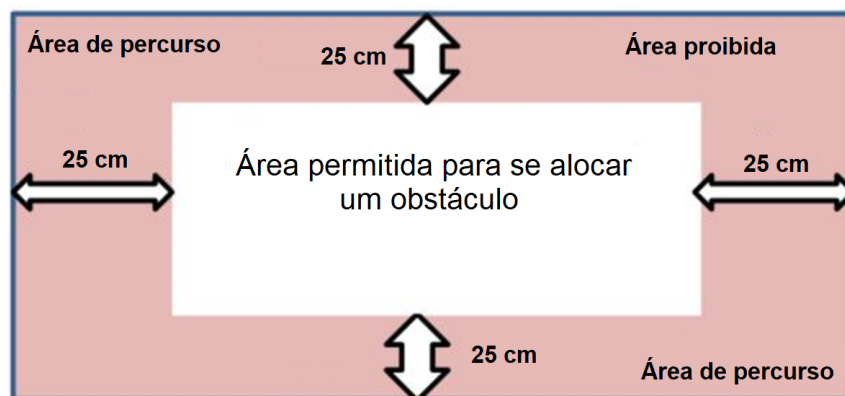 Área de percurso
25 cm
Área proibida
25 cm
Área permitida para se alocar
um obstáculo
25 cm
25 cm
Área de percurso